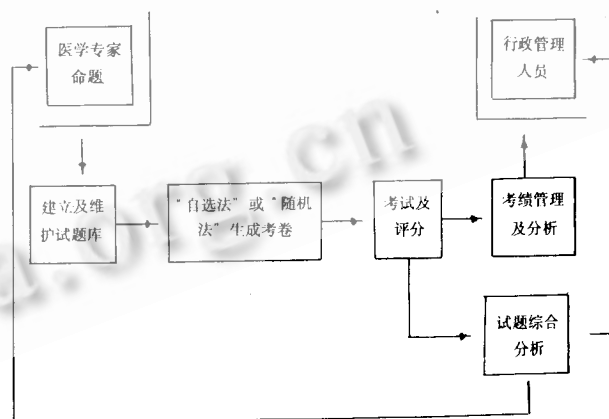 医学专家
命题
行政管理
人员
建立及维
护试题库
“自选法”或“随机
法”生成考卷
考试及
评分
考绩管理
及分析
试题综合
分析
a.org.cn